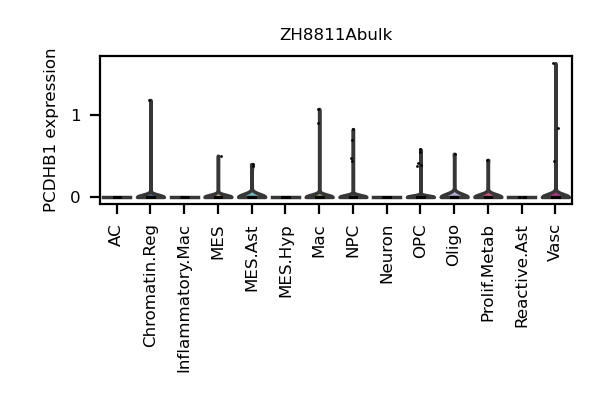 ZH8811Abulk
PCDHB1 expression
1
0
AC
Chromatin.Reg
Inflammatory.Mac
MES
MES.Ast
MES.Hyp
Mac
NPC
Neuron
OPC
Oligo
Prolif.Metab
Reactive.Ast
Vasc